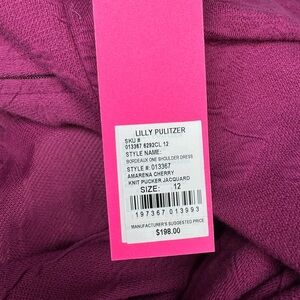 LILLY PULITZER
SKU #
013367 6292CL 12
STYLE NAME:
BORDEAUX ONE SHOULDER DRESS
STYLE #: 013367
AMARENA CHERRY
KNIT PUCKER JACQUARD
SIZE: 12
197367 013993
MANUFACTURER'S SUGGESTED PRICE
$198.00